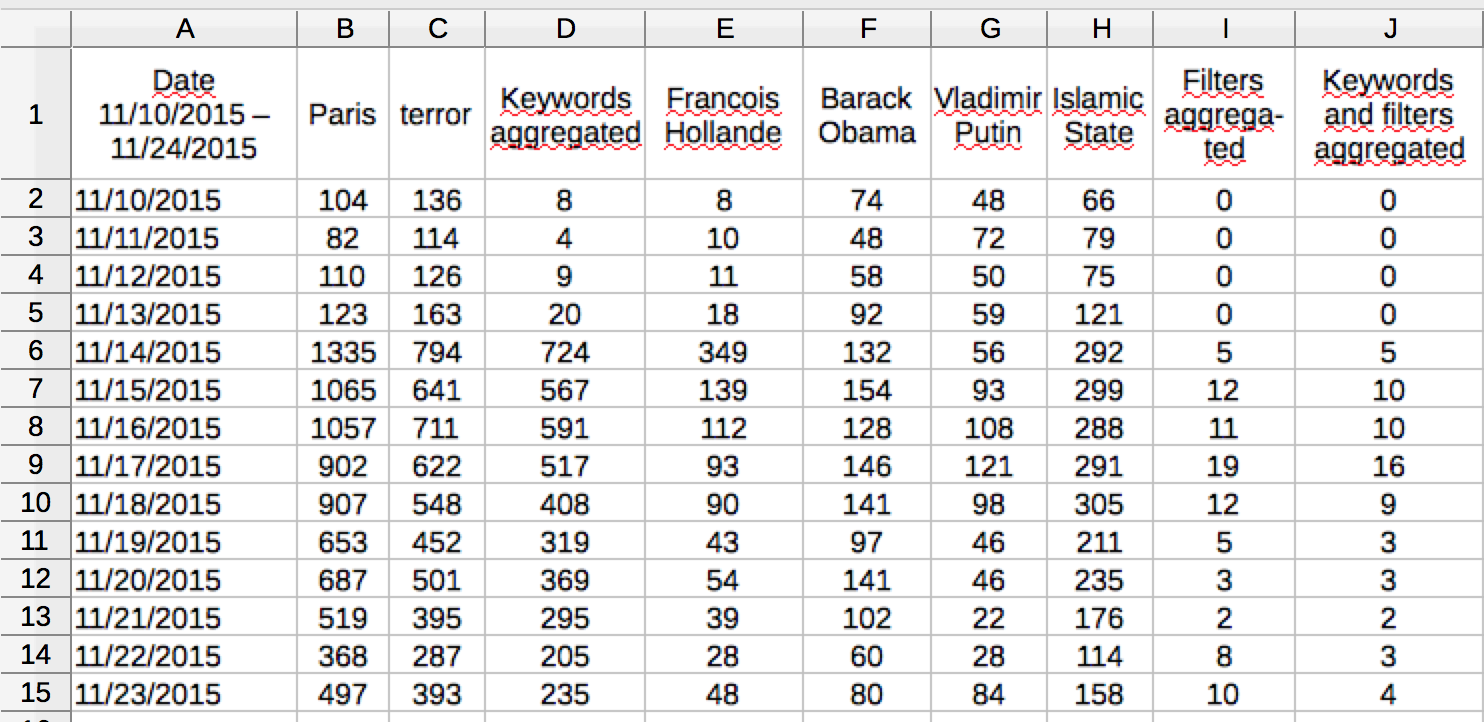 A B C D E F G H I J
1
Date
11/10/2015 –
11/24/2015
Paris
terror
Keywords
aggregated
Francois
Hollande
Barack
Obama
Vladimir
Putin
Islamic
State
Filters
aggrega-
ted
Keywords
and filters
aggregated
2 11/10/2015 104 136 8 8 74 48 66 0 0
3 11/11/2015 82 114 4 10 48 72 79 0 0
4 11/12/2015 110 126 9 11 58 50 75 0 0
5 11/13/2015 123 163 20 18 92 59 121 0 0
6 11/14/2015 1335 794 724 349 132 56 292 5 5
7 11/15/2015 1065 641 567 139 154 93 299 12 10
8 11/16/2015 1057 711 591 112 128 108 288 11 10
9 11/17/2015 902 622 517 93 146 121 291 19 16
10 11/18/2015 907 548 408 90 141 98 305 12 9
11 11/19/2015 653 452 319 43 97 46 211 5 3
12 11/20/2015 687 501 369 54 141 46 235 3 3
13 11/21/2015 519 395 295 39 102 22 176 2 2
14 11/22/2015 368 287 205 28 60 28 114 8 3
15 11/23/2015 497 393 235 48 80 84 158 10 4